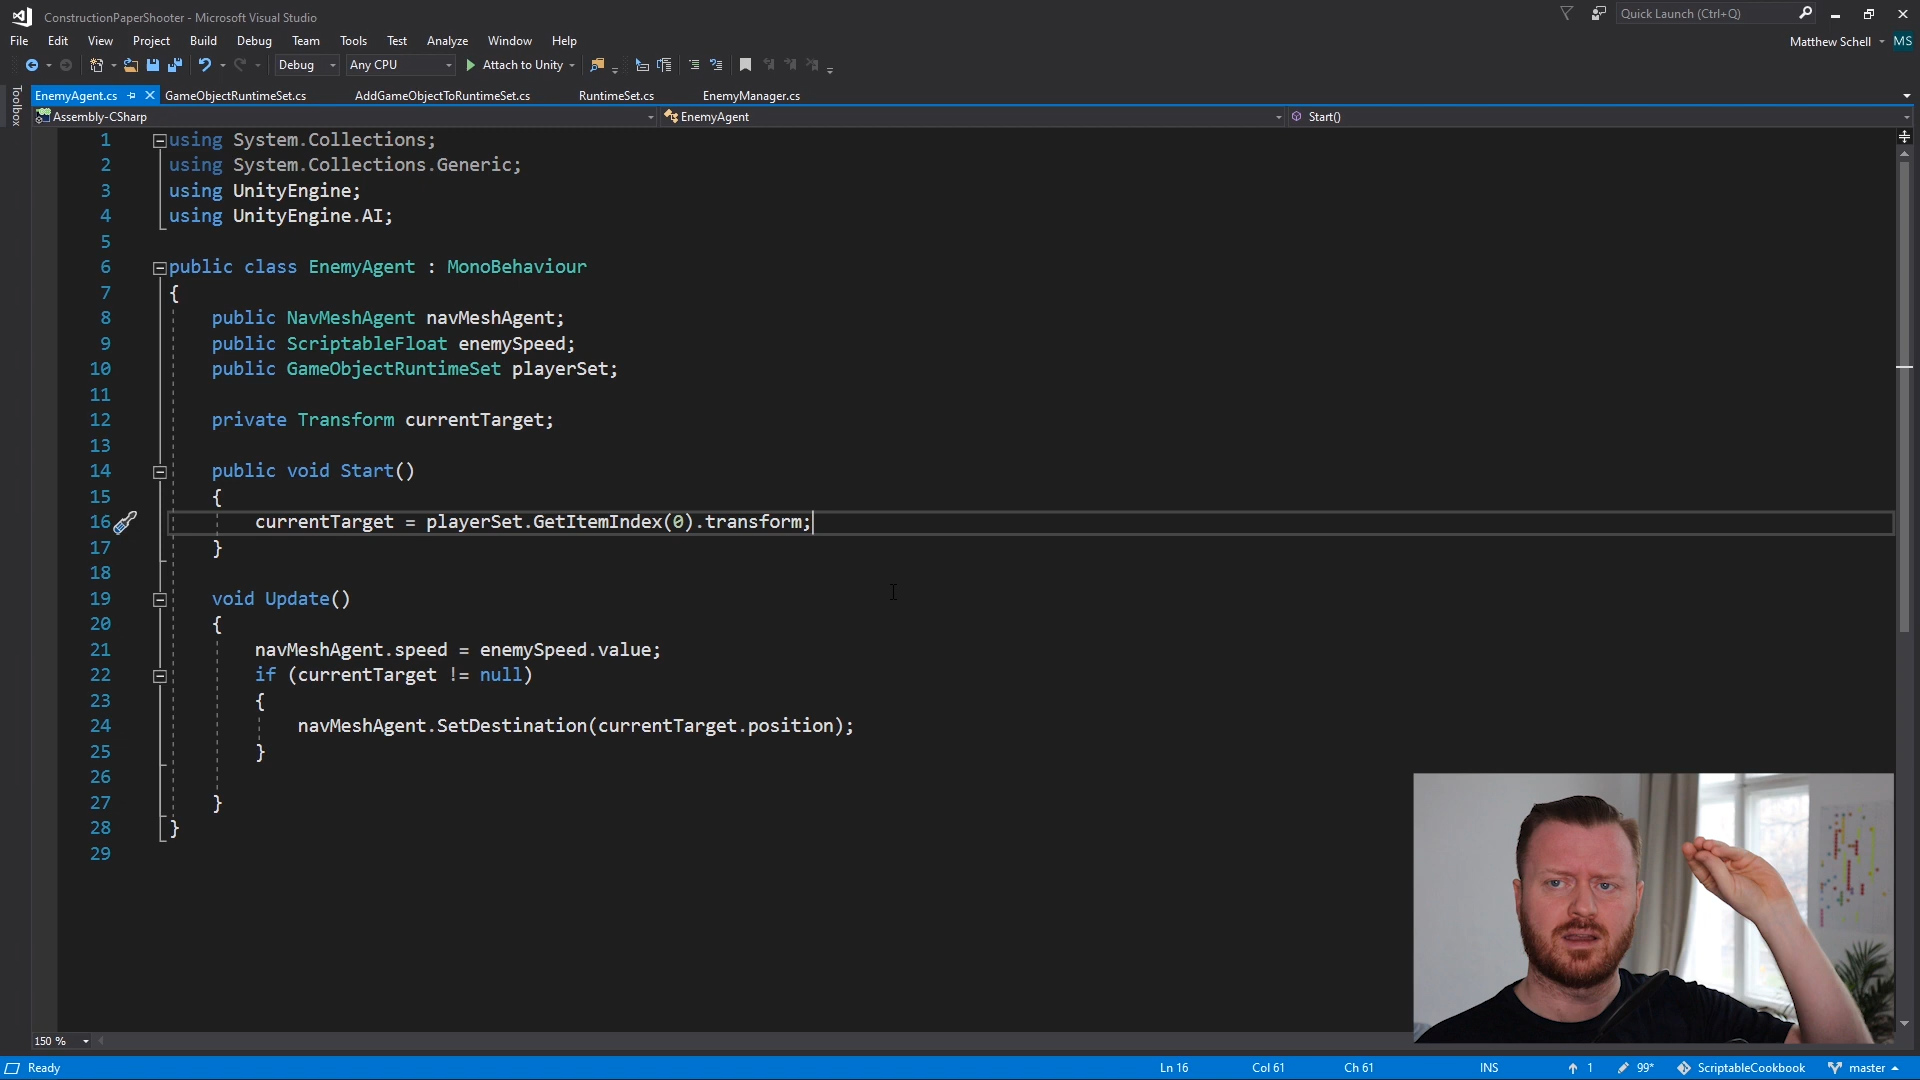 ConstructionPaperShooter - Microsoft Visual Studio
Quick Launch (Ctrl+Q)
File Edit View Project Build Debug Team Tools Test Analyze Window Help
Matthew Schell MS
Debug Any CPU Attach to Unity
Toolbox
EnemyAgent.cs GameObjectRuntimeSet.cs AddGameObjectToRuntimeSet.cs RuntimeSet.cs EnemyManager.cs
Assembly-CSharp EnemyAgent Start()
1 using System.Collections;
2 using System.Collections.Generic;
3 using UnityEngine;
4 using UnityEngine.AI;
5
6 public class EnemyAgent : MonoBehaviour
7 {
8 public NavMeshAgent navMeshAgent;
9 public ScriptableFloat enemySpeed;
10 public GameObjectRuntimeSet playerSet;
11
12 private Transform currentTarget;
13
14 public void Start()
15 {
16 currentTarget = playerSet.GetItemIndex(0).transform;
17 }
18
19 void Update()
20 {
21 navMeshAgent.speed = enemySpeed.value;
22 if (currentTarget != null)
23 {
24 navMeshAgent.SetDestination(currentTarget.position);
25 }
26
27 }
28 }
29
150 %
Ready Ln 16 Col 61 Ch 61 INS 1 99* ScriptableCookbook master